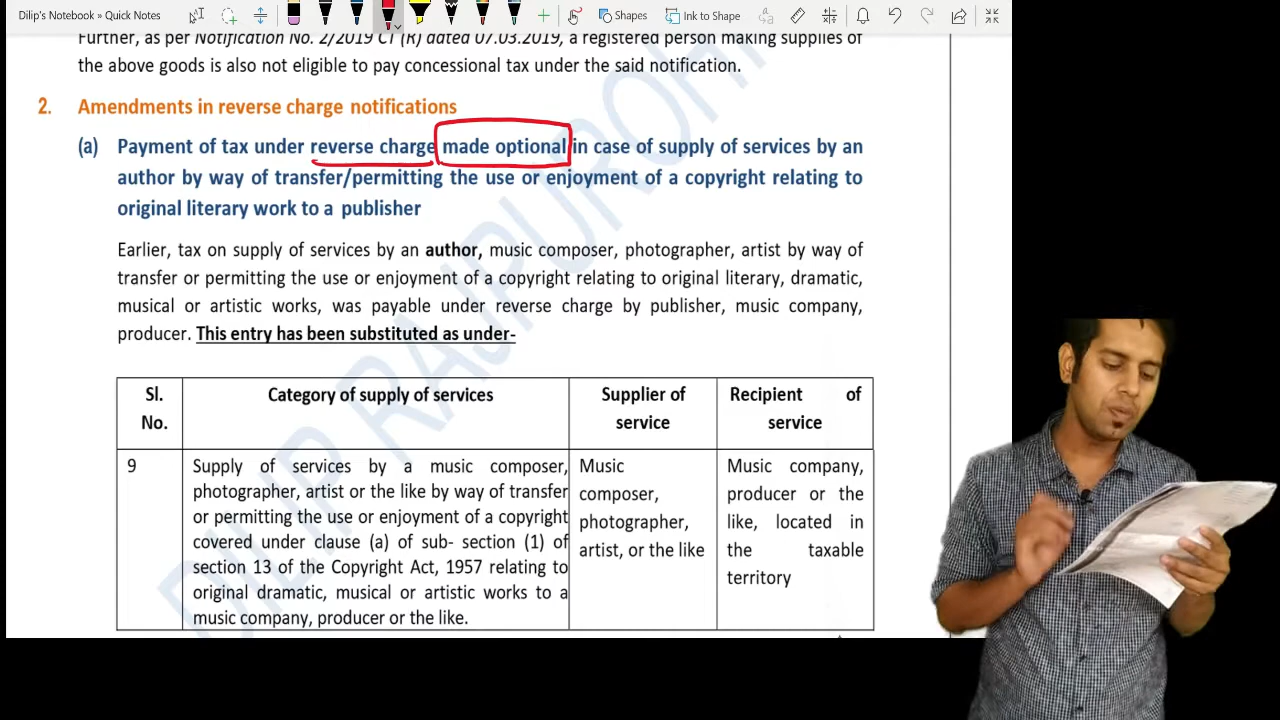 Dilip's Notebook » Quick Notes
Shapes
Ink to Shape
Further, as per Notification No. 2/2019 CT (R) dated 07.03.2019, a registered person making supplies of
the above goods is also not eligible to pay concessional tax under the said notification.
2. Amendments in reverse charge notifications
(a) Payment of tax under reverse charge made optional in case of supply of services by an
author by way of transfer/permitting the use or enjoyment of a copyright relating to
original literary work to a publisher
Earlier, tax on supply of services by an author, music composer, photographer, artist by way of
transfer or permitting the use or enjoyment of a copyright relating to original literary, dramatic,
musical or artistic works, was payable under reverse charge by publisher, music company,
producer. This entry has been substituted as under-
Sl. No.
Category of supply of services
Supplier of service
Recipient of service
9
Supply of services by a music composer,
photographer, artist or the like by way of transfer
or permitting the use or enjoyment of a copyright
covered under clause (a) of sub- section (1) of
section 13 of the Copyright Act, 1957 relating to
original dramatic, musical or artistic works to a
music company, producer or the like.
Music
composer,
photographer,
artist, or the like
Music company,
producer or the
like, located in
the taxable
territory
DILIP RAJPUROHI